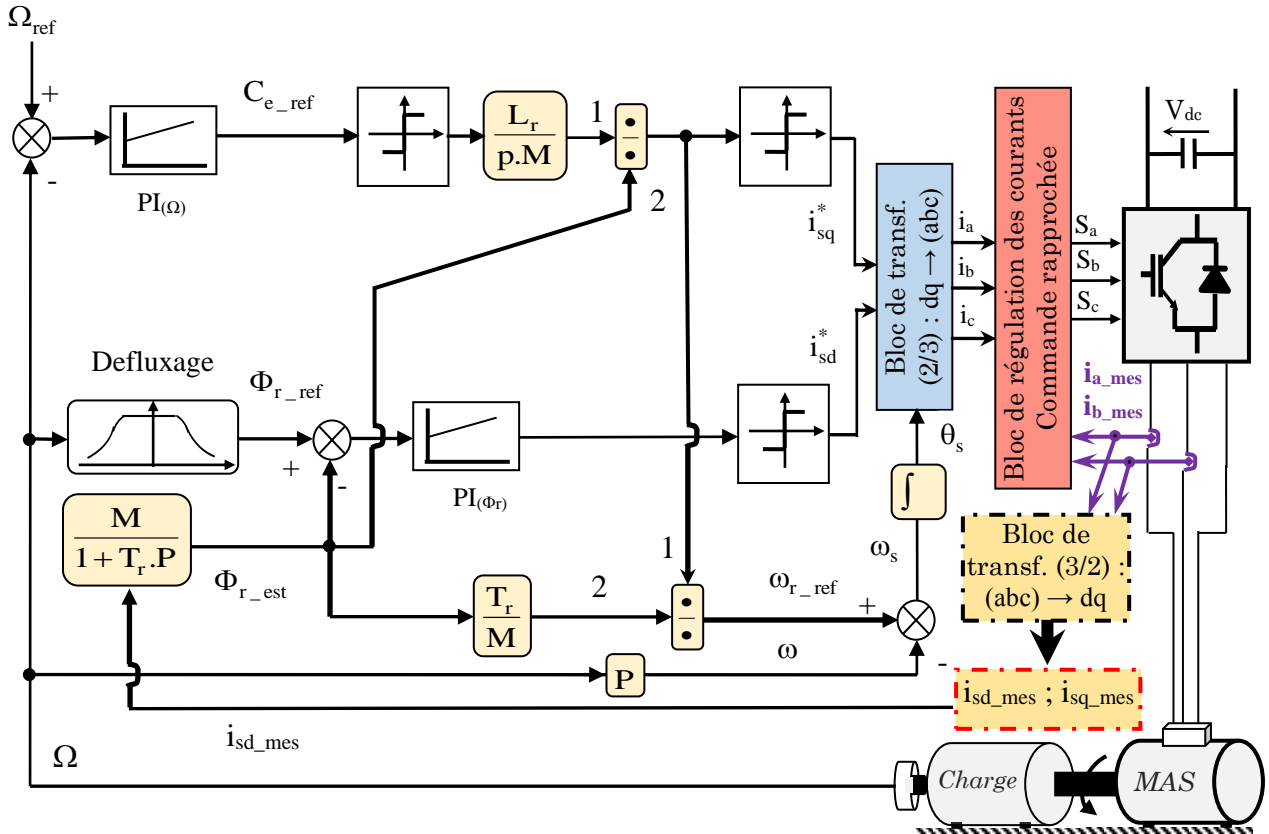 Ω_ref
+
-
PI_(Ω)
C_e_ref
L_r
p.M
1
2
i*_sq
Bloc de transf.
(2/3) : dq → (abc)
i_a
i_b
i_c
Bloc de régulation des courants
Commande rapprochée
S_a
S_b
S_c
V_dc
Defluxage
Φ_r_ref
+
-
PI_(Φr)
i*_sd
θ_s
∫
ω_s
i_a_mes
i_b_mes
M
1 + T_r.P
Φ_r_est
T_r
M
2
1
ω_r_ref
+
-
ω
P
Bloc de
transf. (3/2) :
(abc) → dq
i_sd_mes ; i_sq_mes
i_sd_mes
Ω
Charge
MAS